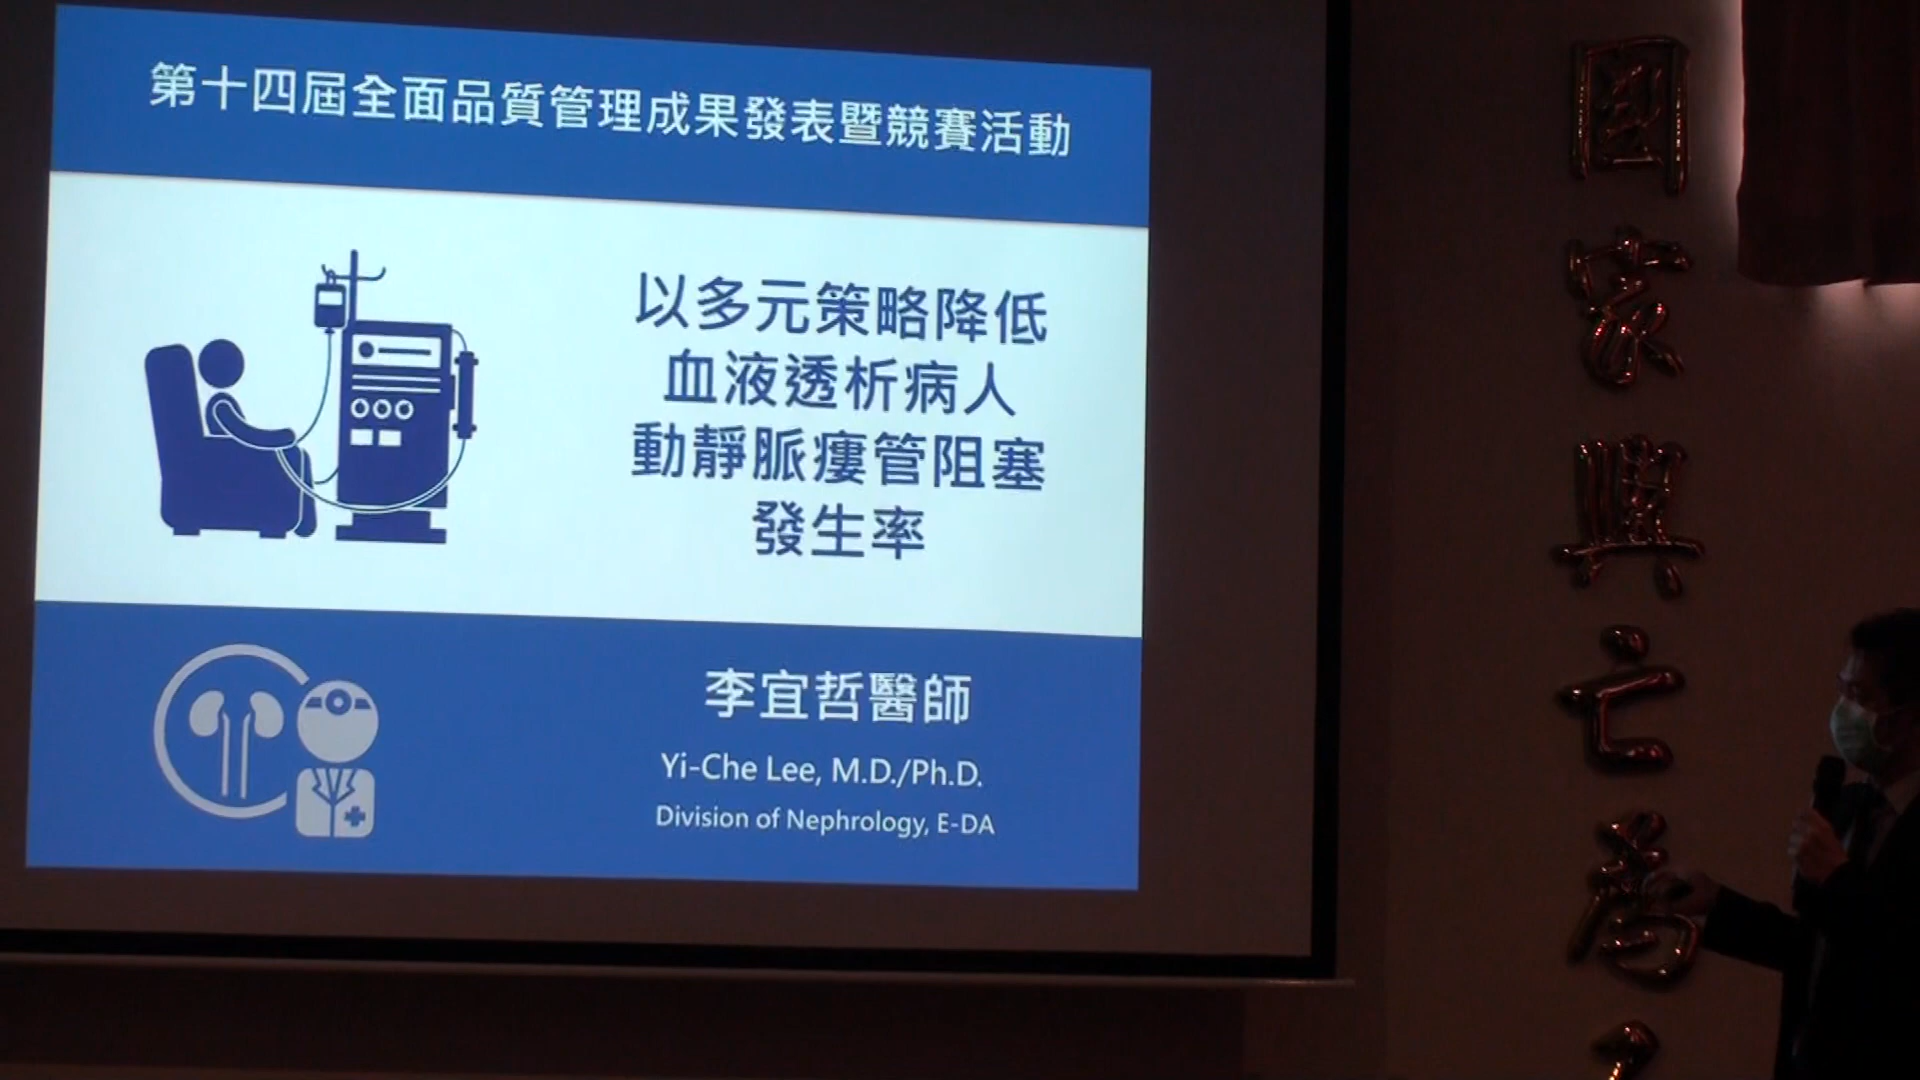 第十四屆全面品質管理成果發表暨競賽活動
以多元策略降低
血液透析病人
動靜脈瘻管阻塞
發生率
李宜哲醫師
Yi-Che Lee, M.D./Ph.D.
Division of Nephrology, E-DA
國家興亡